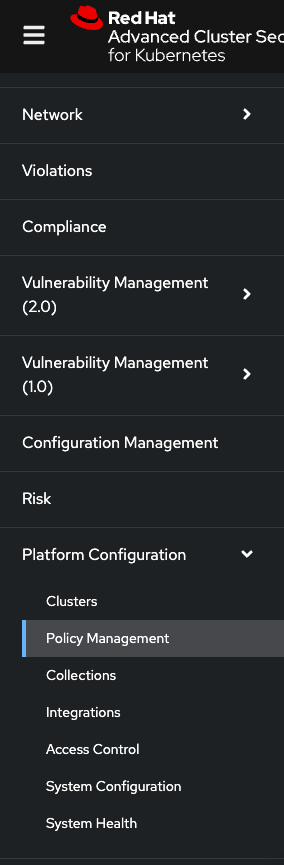 Red Hat
Advanced Cluster Sec
for Kubernetes
Network
Violations
Compliance
Vulnerability Management
(2.0)
Vulnerability Management
(1.0)
Configuration Management
Risk
Platform Configuration
Clusters
Policy Management
Collections
Integrations
Access Control
System Configuration
System Health